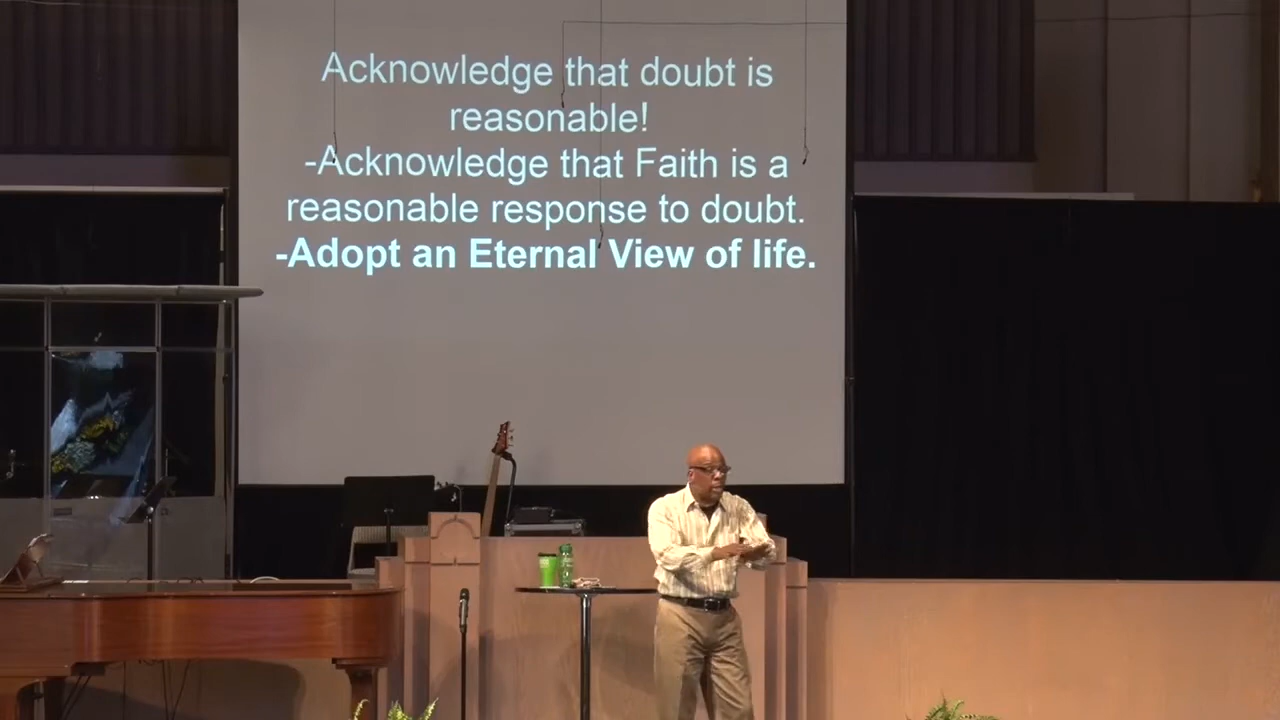 Acknowledge that doubt is
reasonable!
-Acknowledge that Faith is a
reasonable response to doubt.
-Adopt an Eternal View of life.